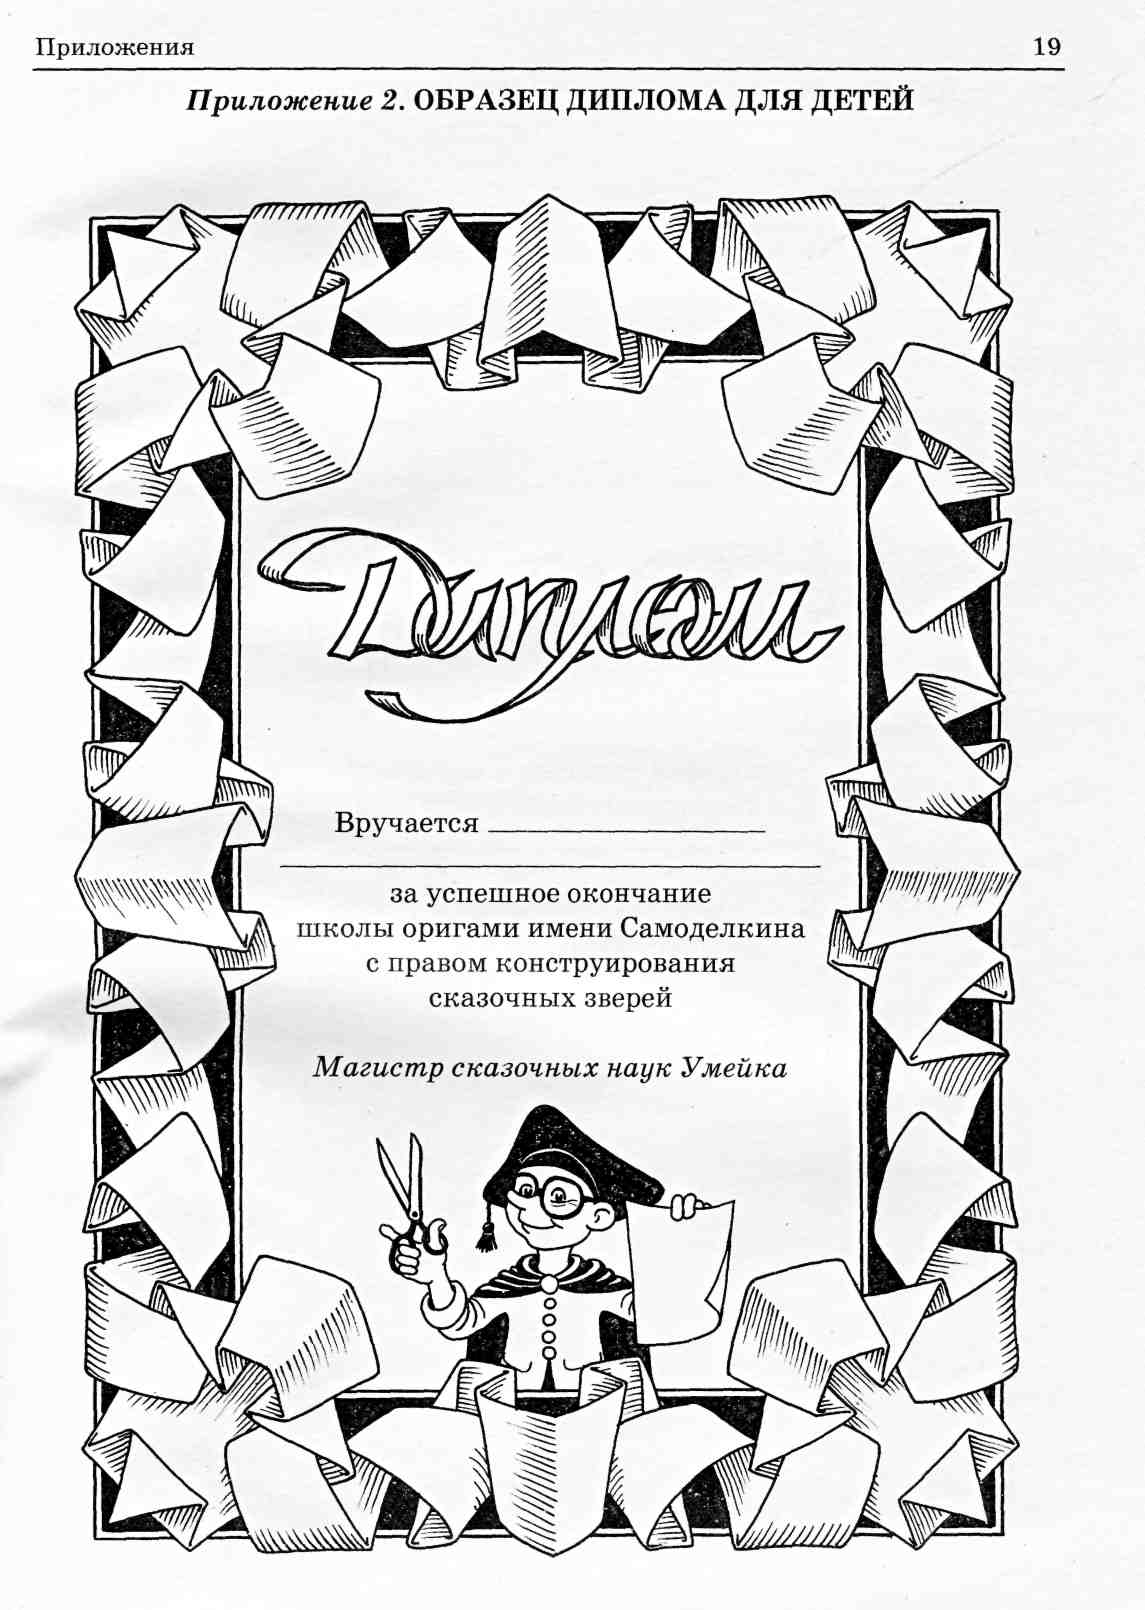 Приложения 19
Приложение 2. ОБРАЗЕЦ ДИПЛОМА ДЛЯ ДЕТЕЙ
Диплом
Вручается
за успешное окончание
школы оригами имени Самоделкина
с правом конструирования
сказочных зверей
Магистр сказочных наук Умейка